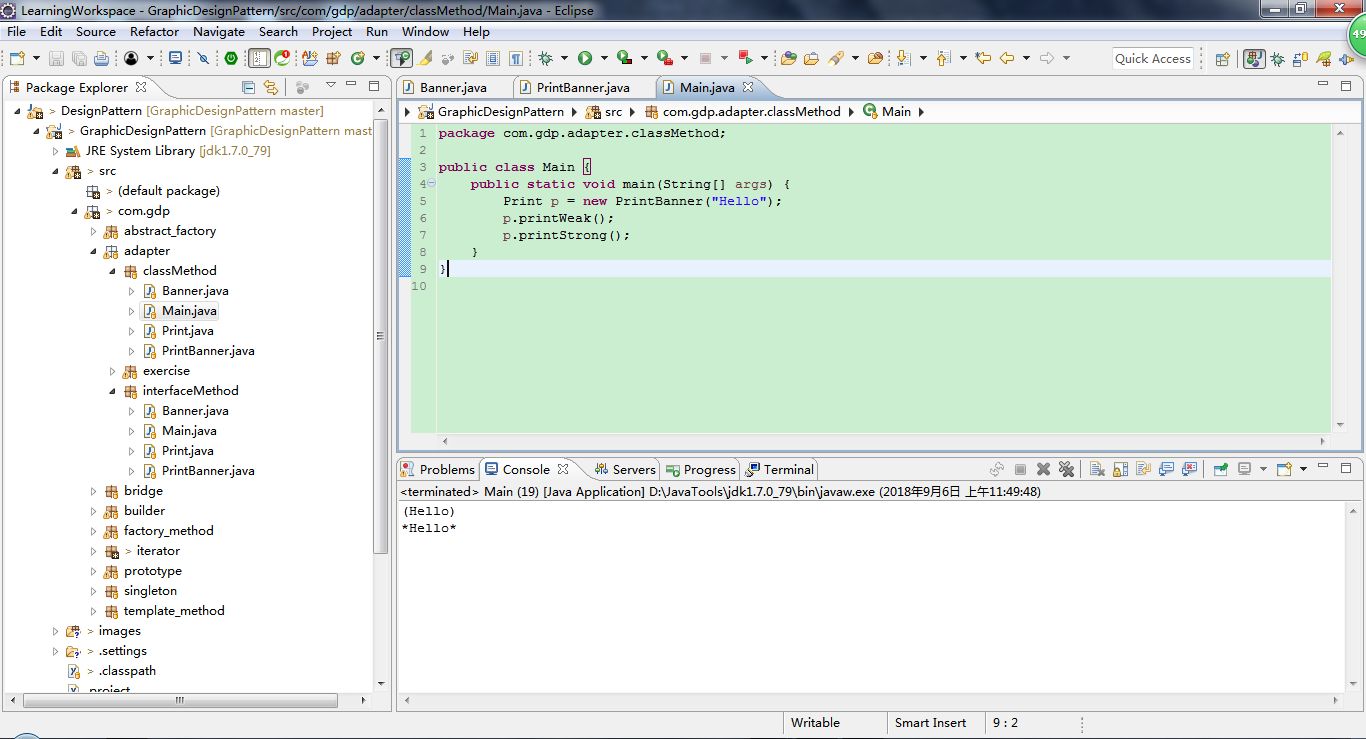 LearningWorkspace - GraphicDesignPattern/src/com/gdp/adapter/classMethod/Main.java - Eclipse
File Edit Source Refactor Navigate Search Project Run Window Help
49
Quick Access
Package Explorer
DesignPattern [GraphicDesignPattern master]
> GraphicDesignPattern [GraphicDesignPattern mast
JRE System Library [jdk1.7.0_79]
> src
> (default package)
> com.gdp
abstract_factory
adapter
classMethod
Banner.java
Main.java
Print.java
PrintBanner.java
exercise
interfaceMethod
Banner.java
Main.java
Print.java
PrintBanner.java
bridge
builder
factory_method
> iterator
prototype
singleton
template_method
> images
> .settings
> .classpath
.project
Banner.java PrintBanner.java Main.java
GraphicDesignPattern src com.gdp.adapter.classMethod Main
1 package com.gdp.adapter.classMethod;
2
3 public class Main {
4 public static void main(String[] args) {
5 Print p = new PrintBanner("Hello");
6 p.printWeak();
7 p.printStrong();
8 }
9 }
10
Problems Console Servers Progress Terminal
<terminated> Main (19) [Java Application] D:\JavaTools\jdk1.7.0_79\bin\javaw.exe (2018年9月6日 上午11:49:48)
(Hello)
*Hello*
Writable Smart Insert 9 : 2